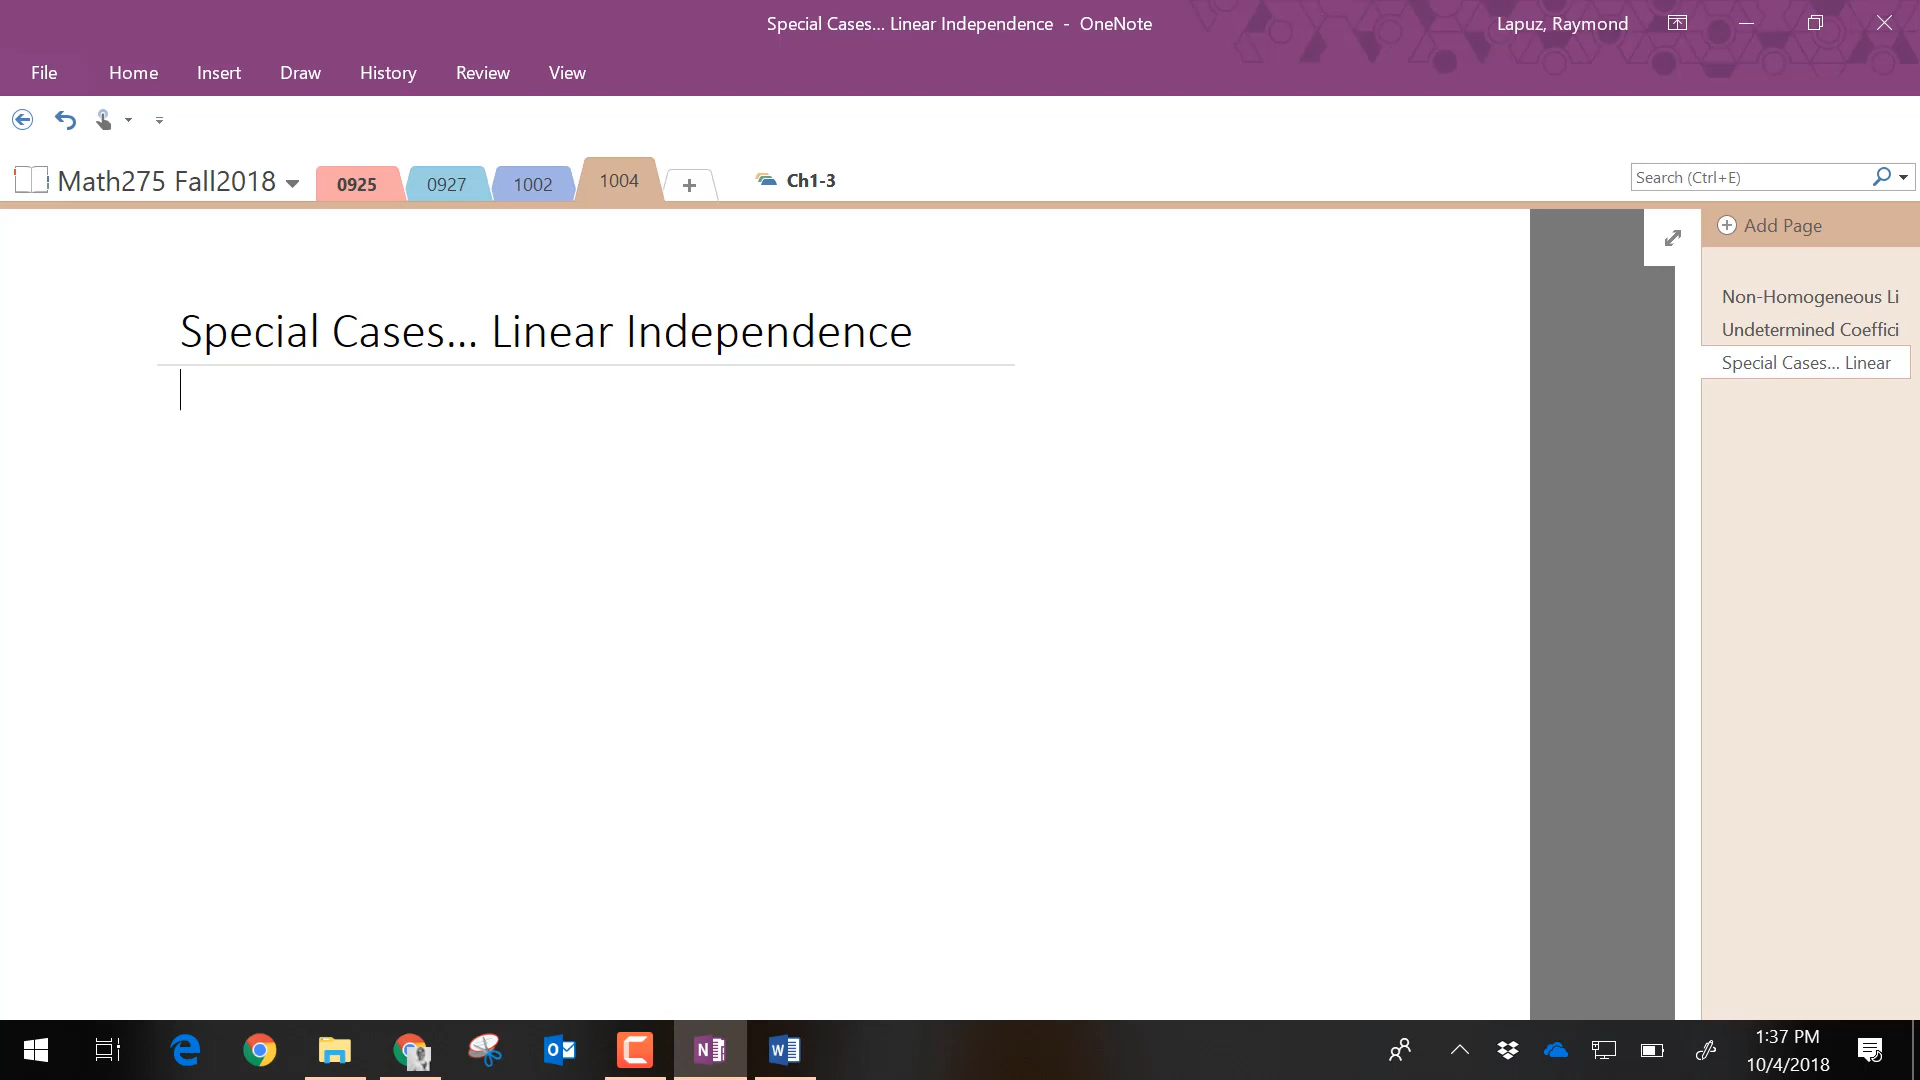 Special Cases... Linear Independence - OneNote
Lapuz, Raymond
File Home Insert Draw History Review View
Math275 Fall2018
0925 0927 1002 1004
Ch1-3
Search (Ctrl+E)
Add Page
Special Cases... Linear Independence
Non-Homogeneous Li
Undetermined Coeffici
Special Cases... Linear
1:37 PM
10/4/2018